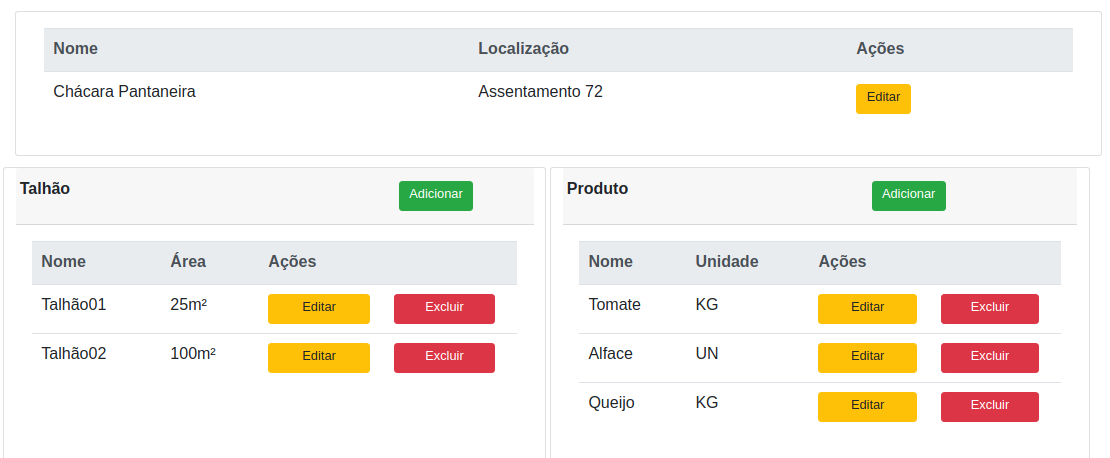 Nome Localização Ações
Chácara Pantaneira Assentamento 72 Editar
Talhão Adicionar
Nome Área Ações
Talhão01 25m² Editar Excluir
Talhão02 100m² Editar Excluir
Produto Adicionar
Nome Unidade Ações
Tomate KG Editar Excluir
Alface UN Editar Excluir
Queijo KG Editar Excluir